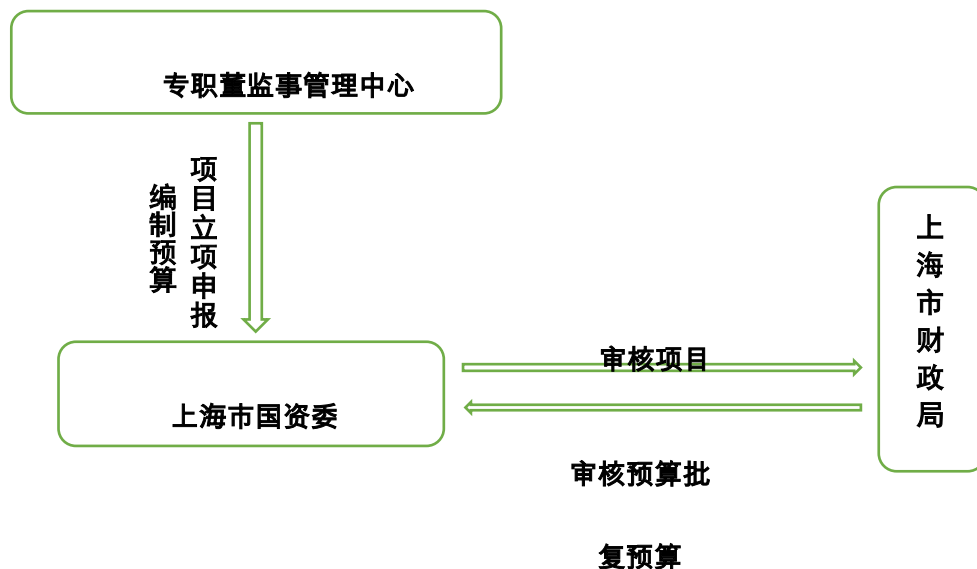 专职董监事管理中心
项目立项申报
编制预算
上海市财政局
审核项目
上海市国资委
审核预算批
复预算